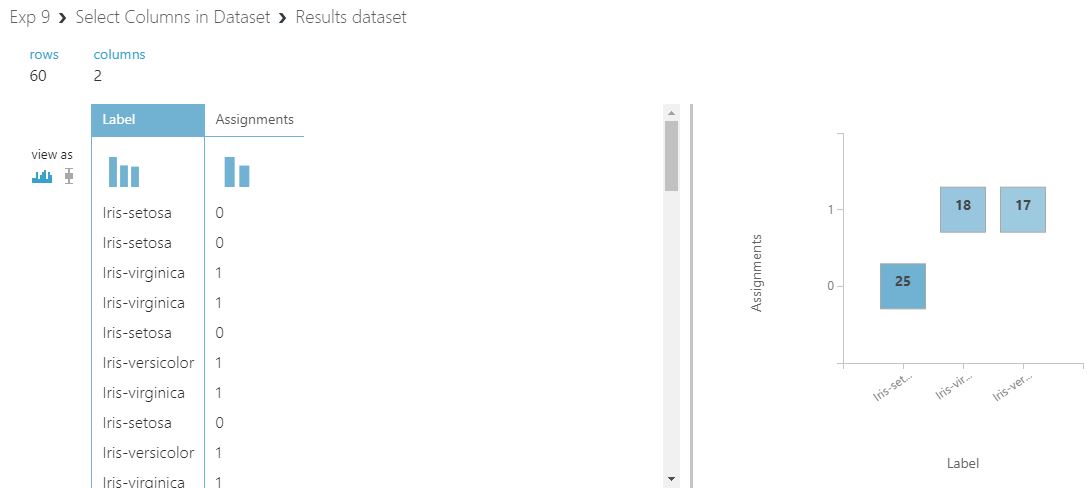 Exp 9 › Select Columns in Dataset › Results dataset
rows columns
60 2
Label Assignments
view as
Iris-setosa 0
Iris-setosa 0
Iris-virginica 1
Iris-virginica 1
Iris-setosa 0
Iris-versicolor 1
Iris-virginica 1
Iris-setosa 0
Iris-versicolor 1
Iris-virginica 1
Assignments
1
0
18 17
25
Iris-set... Iris-vir... Iris-ver...
Label